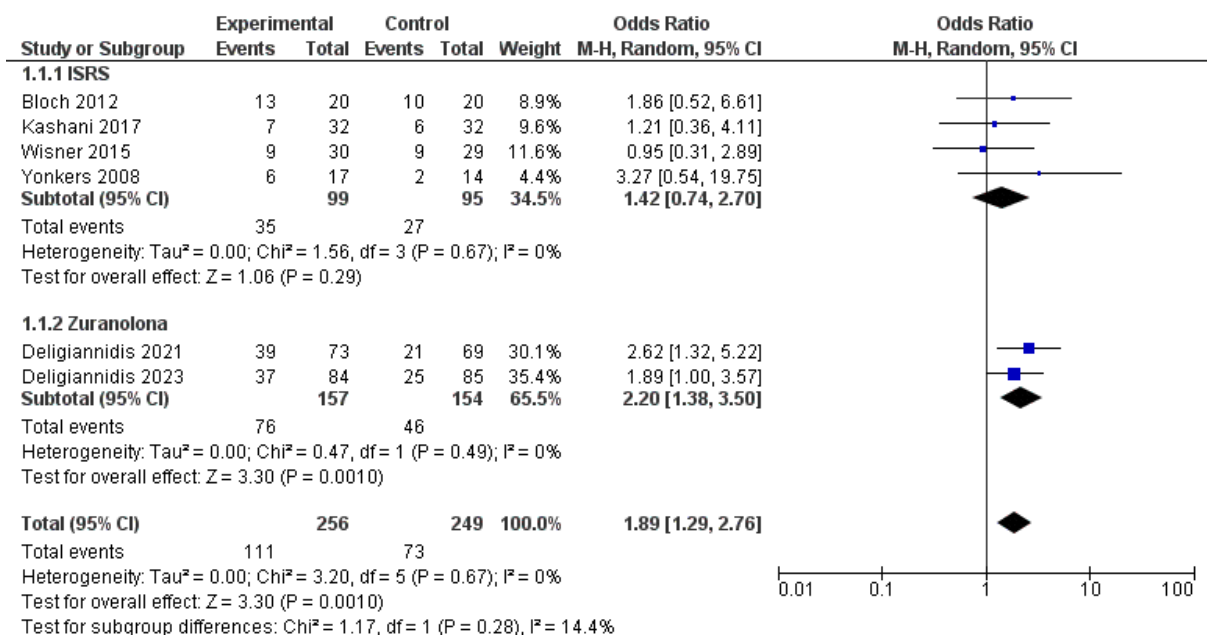 Experimental Control Odds Ratio Odds Ratio
Study or Subgroup Events Total Events Total Weight M-H, Random, 95% CI M-H, Random, 95% CI
1.1.1 ISRS
Bloch 2012 13 20 10 20 8.9% 1.86 [0.52, 6.61]
Kashani 2017 7 32 6 32 9.6% 1.21 [0.36, 4.11]
Wisner 2015 9 30 9 29 11.6% 0.95 [0.31, 2.89]
Yonkers 2008 6 17 2 14 4.4% 3.27 [0.54, 19.75]
Subtotal (95% CI) 99 95 34.5% 1.42 [0.74, 2.70]
Total events 35 27
Heterogeneity: Tau² = 0.00; Chi² = 1.56, df = 3 (P = 0.67); I² = 0%
Test for overall effect: Z = 1.06 (P = 0.29)
1.1.2 Zuranolona
Deligiannidis 2021 39 73 21 69 30.1% 2.62 [1.32, 5.22]
Deligiannidis 2023 37 84 25 85 35.4% 1.89 [1.00, 3.57]
Subtotal (95% CI) 157 154 65.5% 2.20 [1.38, 3.50]
Total events 76 46
Heterogeneity: Tau² = 0.00; Chi² = 0.47, df = 1 (P = 0.49); I² = 0%
Test for overall effect: Z = 3.30 (P = 0.0010)
Total (95% CI) 256 249 100.0% 1.89 [1.29, 2.76]
Total events 111 73
Heterogeneity: Tau² = 0.00; Chi² = 3.20, df = 5 (P = 0.67); I² = 0%
Test for overall effect: Z = 3.30 (P = 0.0010)
Test for subgroup differences: Chi² = 1.17, df = 1 (P = 0.28), I² = 14.4%
0.01 0.1 1 10 100